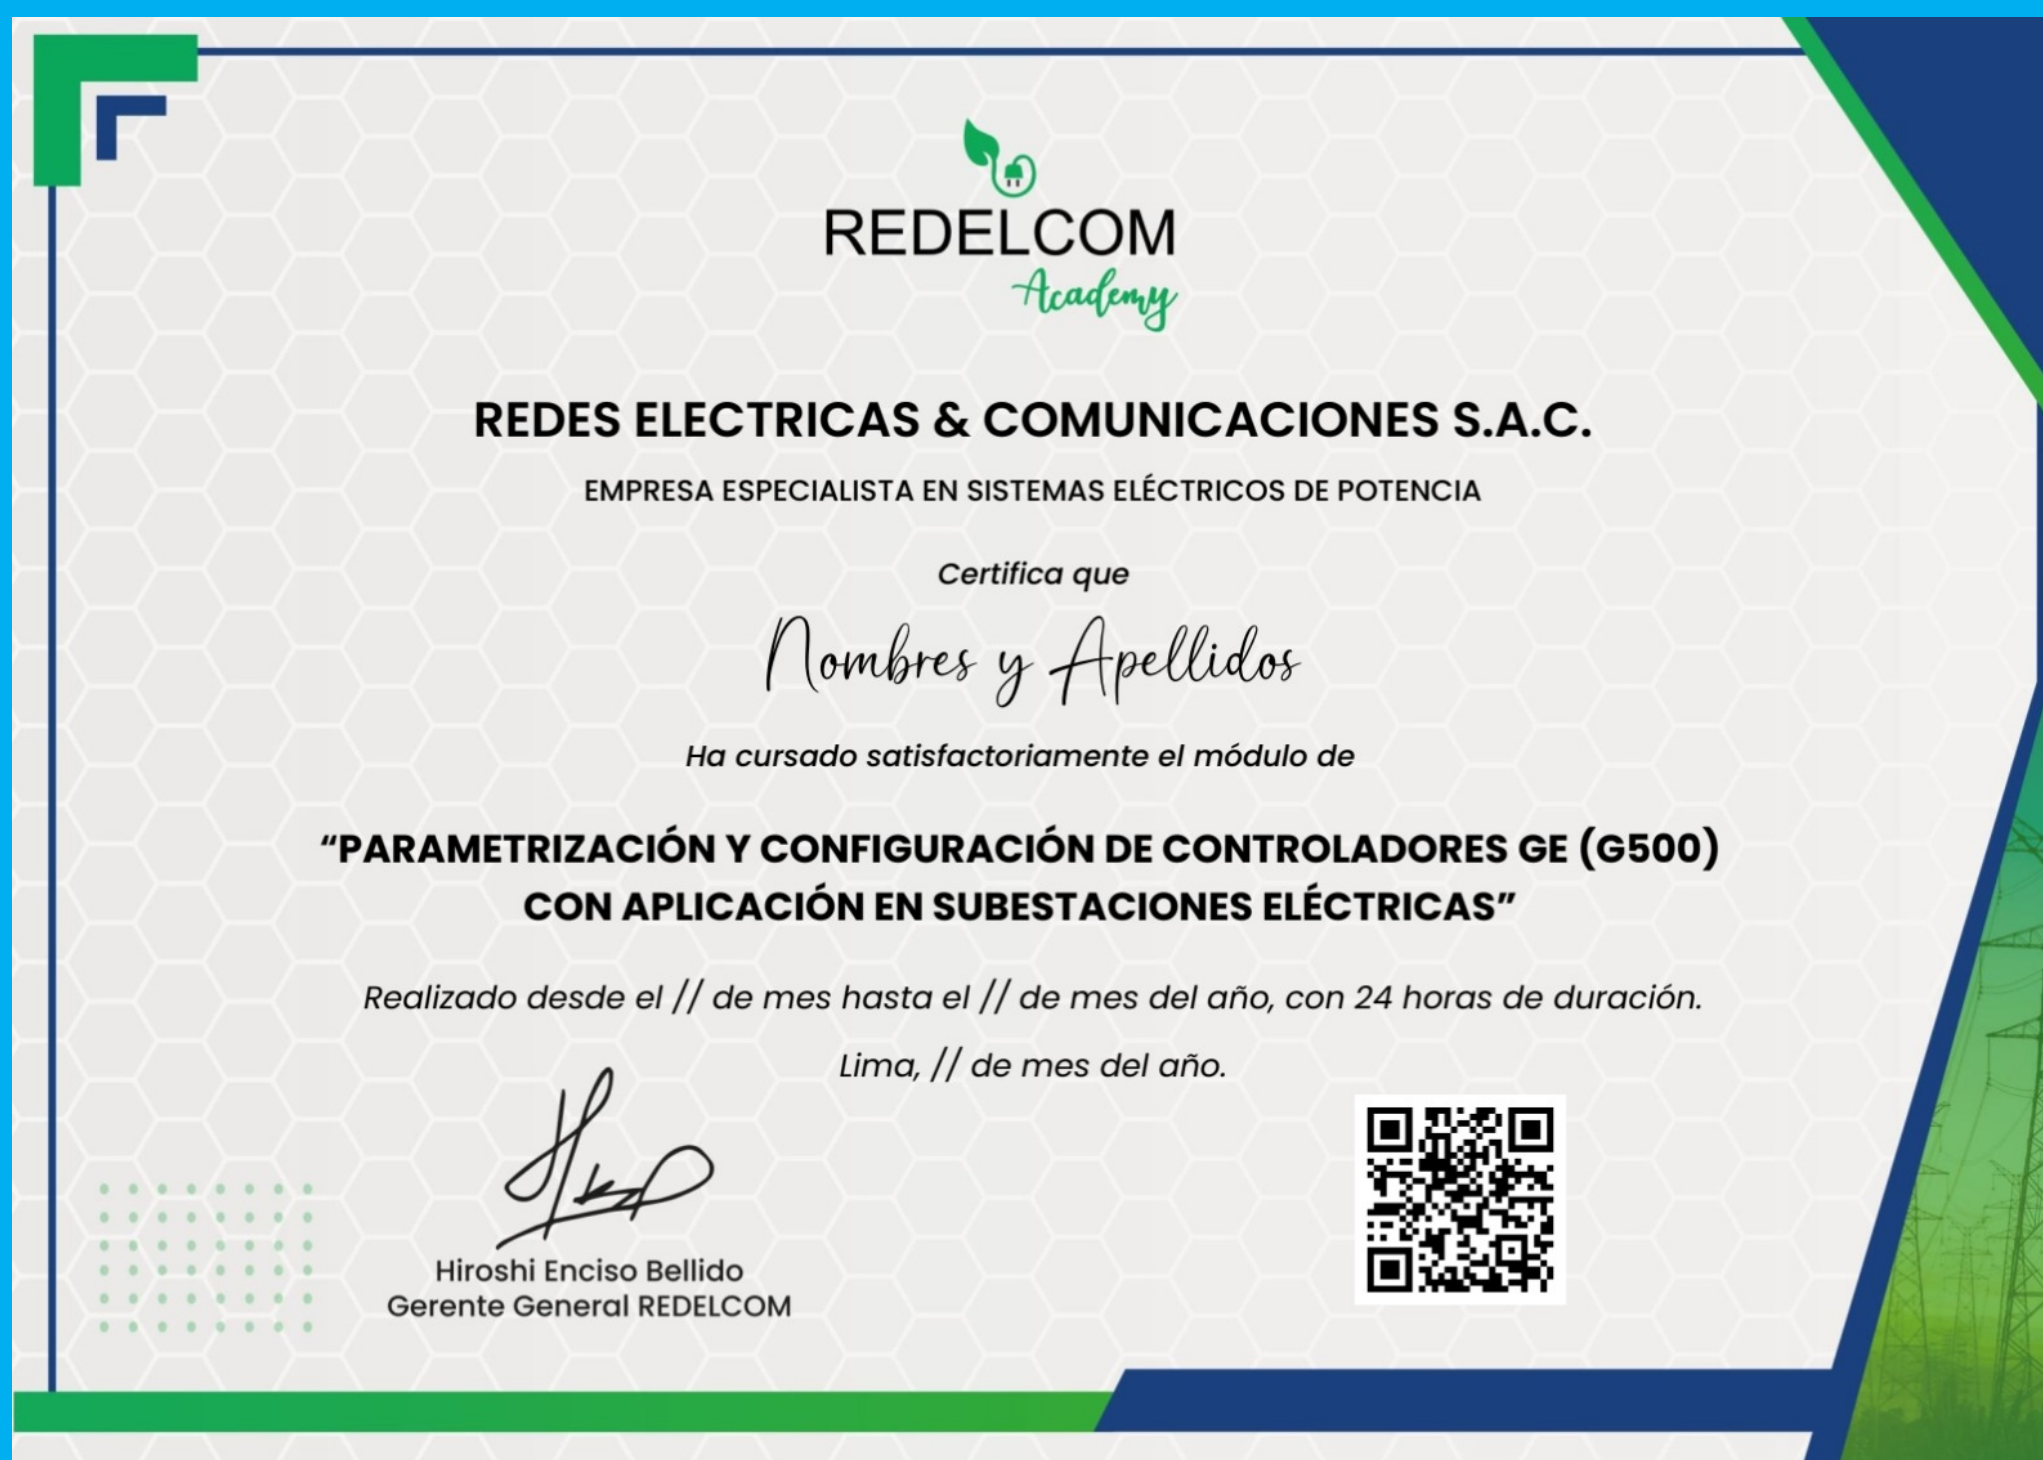 REDELCOM
Academy
REDES ELECTRICAS & COMUNICACIONES S.A.C.
EMPRESA ESPECIALISTA EN SISTEMAS ELÉCTRICOS DE POTENCIA
Certifica que
Nombres y Apellidos
Ha cursado satisfactoriamente el módulo de
“PARAMETRIZACIÓN Y CONFIGURACIÓN DE CONTROLADORES GE (G500)
CON APLICACIÓN EN SUBESTACIONES ELÉCTRICAS”
Realizado desde el // de mes hasta el // de mes del año, con 24 horas de duración.
Lima, // de mes del año.
Hiroshi Enciso Bellido
Gerente General REDELCOM